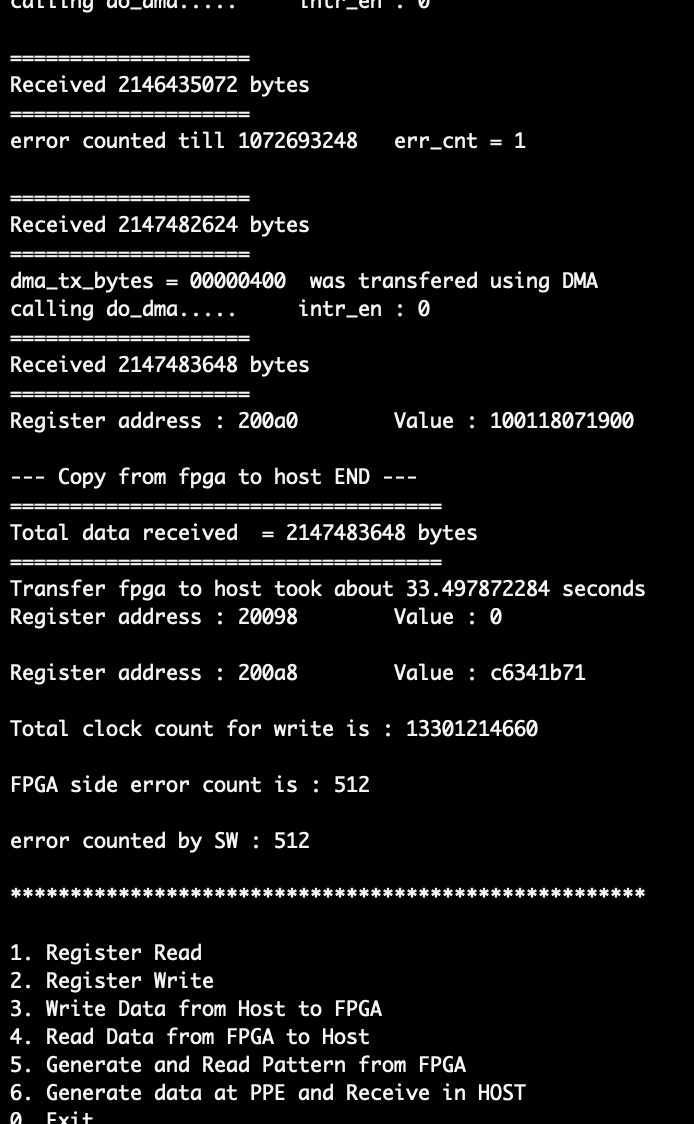 calling do_dma.....     intr_en : 0
====================
Received 2146435072 bytes
====================
error counted till 1072693248   err_cnt = 1
====================
Received 2147482624 bytes
====================
dma_tx_bytes = 00000400  was transfered using DMA
calling do_dma.....     intr_en : 0
====================
Received 2147483648 bytes
====================
Register address : 200a0        Value : 100118071900
--- Copy from fpga to host END ---
====================================
Total data received  = 2147483648 bytes
====================================
Transfer fpga to host took about 33.497872284 seconds
Register address : 20098        Value : 0
Register address : 200a8        Value : c6341b71
Total clock count for write is : 13301214660
FPGA side error count is : 512
error counted by SW : 512
*****************************************************
1. Register Read
2. Register Write
3. Write Data from Host to FPGA
4. Read Data from FPGA to Host
5. Generate and Read Pattern from FPGA
6. Generate data at PPE and Receive in HOST
0. Exit